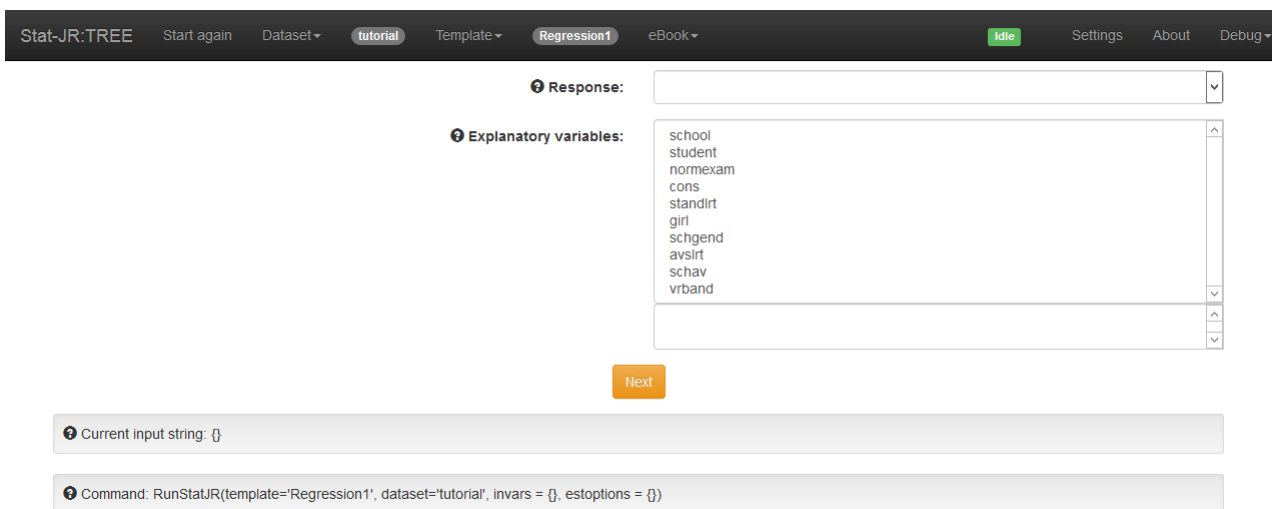 Stat-JR:TREE Start again Dataset tutorial Template Regression1 eBook Idle Settings About Debug
Response:
Explanatory variables:
school
student
normexam
cons
standlrt
girl
schgend
avslrt
schav
vrband
Next
Current input string: {}
Command: RunStatJR(template='Regression1', dataset='tutorial', invars = {}, estoptions = {})